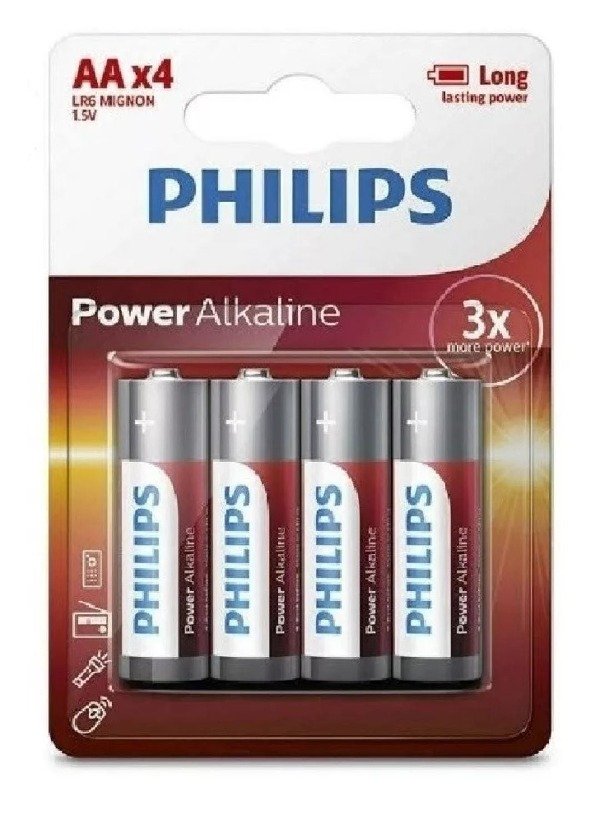 AA x4
LR6 MIGNON
1.5V
Long
lasting power
PHILIPS
Power Alkaline
3x
more power*
+
+
+
+
PHILIPS
Power Alkaline
PHILIPS
Power Alkaline
PHILIPS
Power Alkaline
PHILIPS
Power Alkaline